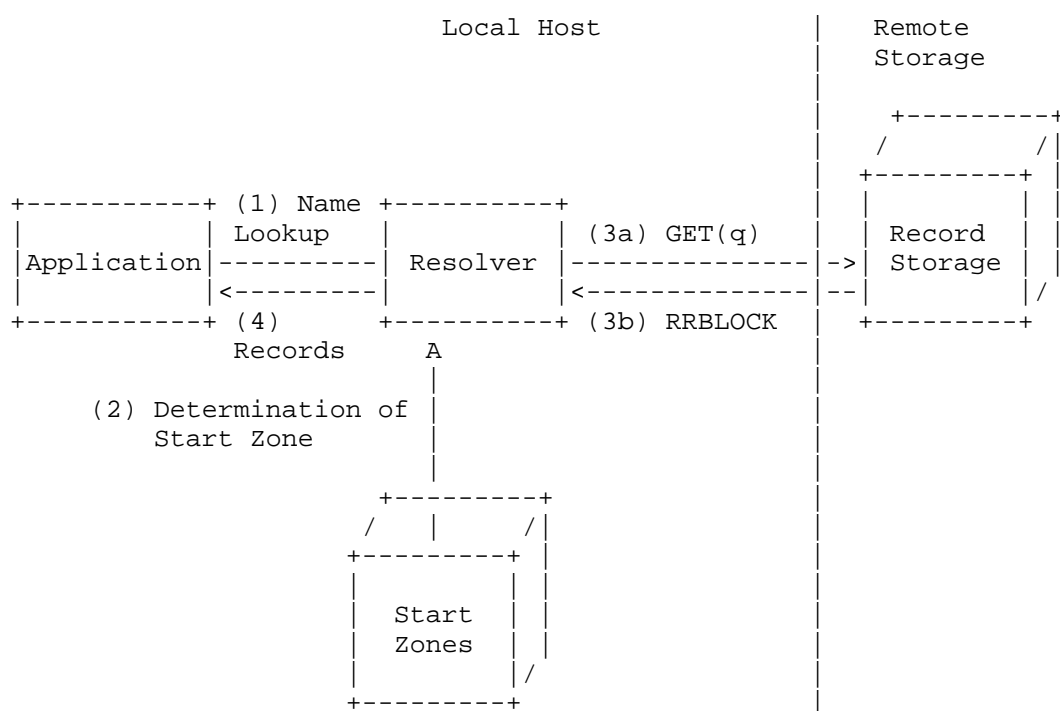 Local Host
Remote
Storage
(1) Name
Lookup
Application
Resolver
(3a) GET(q)
Record
Storage
(4)
Records
(3b) RRBLOCK
A
(2) Determination of
Start Zone
Start
Zones